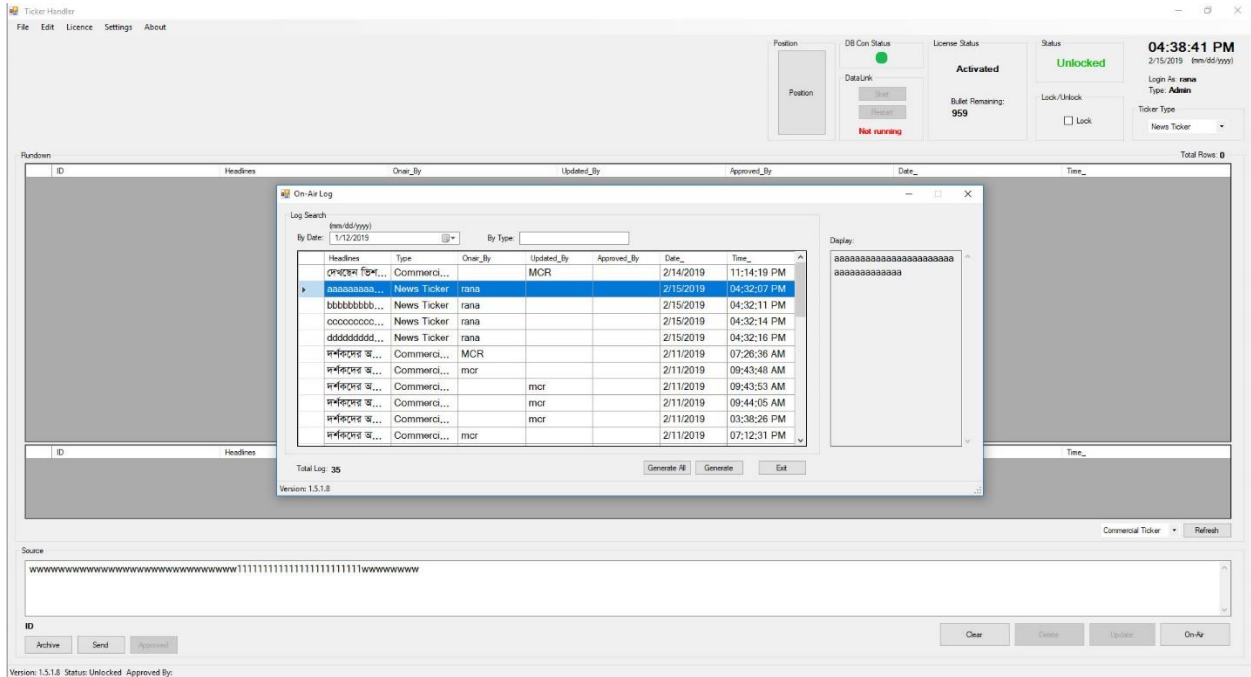 Ticker Handler
File Edit Licence Settings About
Position
Position
DB Con Status
DataLink
Start
Restart
Not running
License Status
Activated
Bullet Remaining:
959
Status
Unlocked
Lock/Unlock
Lock
04:38:41 PM
2/15/2019 (mm/dd/yyyy)
Login As: rana
Type: Admin
Ticker Type
News Ticker
Rundown
Total Rows: 0
ID Headlines Onair_By Updated_By Approved_By Date_ Time_
On-Air Log
Log Search
(mm/dd/yyyy)
By Date: 1/12/2019 By Type:
Headlines Type Onair_By Updated_By Approved_By Date_ Time_
দেখছেন ভিশ... Commerci... MCR 2/14/2019 11:14:19 PM
aaaaaaaaa... News Ticker rana 2/15/2019 04:32:07 PM
bbbbbbbbb... News Ticker rana 2/15/2019 04:32:11 PM
ccccccccc... News Ticker rana 2/15/2019 04:32:14 PM
ddddddddd... News Ticker rana 2/15/2019 04:32:16 PM
দর্শকদের অ... Commerci... MCR 2/11/2019 07:26:36 AM
দর্শকদের অ... Commerci... mcr 2/11/2019 09:43:48 AM
দর্শকদের অ... Commerci... mcr 2/11/2019 09:43:53 AM
দর্শকদের অ... Commerci... mcr 2/11/2019 09:44:05 AM
দর্শকদের অ... Commerci... mcr 2/11/2019 03:38:26 PM
দর্শকদের অ... Commerci... mcr 2/11/2019 07:12:31 PM
Display:
aaaaaaaaaaaaaaaaaaaaaaa
aaaaaaaaaaaaa
Total Log: 35
Generate All Generate Exit
Version: 1.5.1.8
ID Headlines Time_
Commercial Ticker Refresh
Source
wwwwwwwwwwwwwwwwwwwwwwwwwwwww11111111111111111111111wwwwwwww
ID
Archive Send Approved
Clear Delete Update On-Air
Version: 1.5.1.8 Status: Unlocked Approved By: